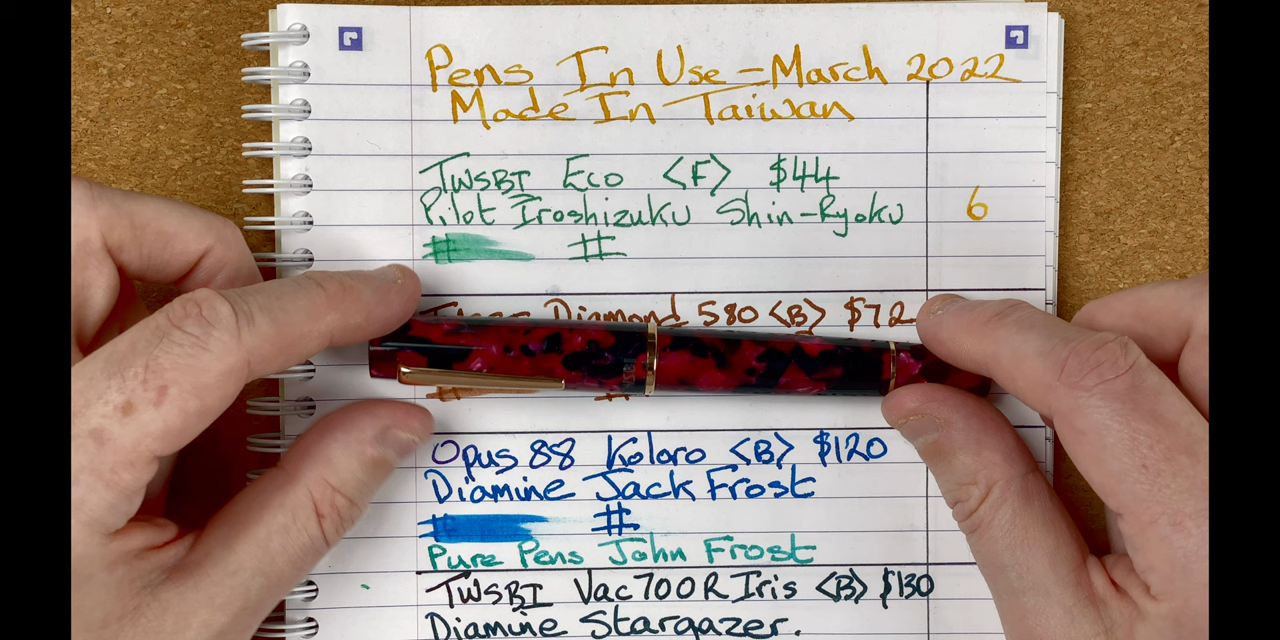 Pens In Use - March 2022
Made In Taiwan
TWSBI Eco <F> $44
Pilot Iroshizuku Shin-Ryoku
6
# #
Diamond 580 <B> $72
Opus 88 Koloro <B> $120
Diamine Jack Frost
# #
Pure Pens John Frost
TWSBI Vac700R Iris <B> $130
Diamine Stargazer.